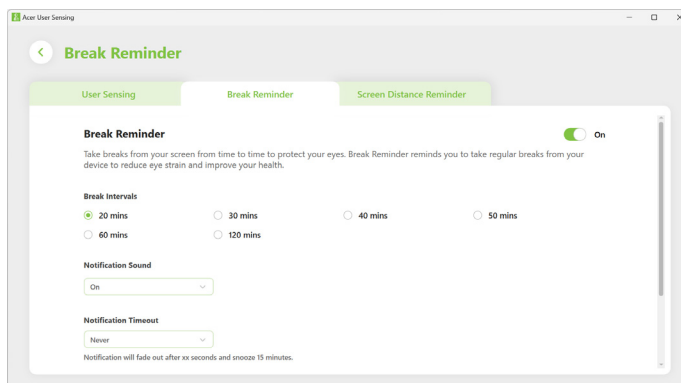 Acer User Sensing
Break Reminder
User Sensing
Break Reminder
Screen Distance Reminder
Break Reminder
On
Take breaks from your screen from time to time to protect your eyes. Break Reminder reminds you to take regular breaks from your
device to reduce eye strain and improve your health.
Break Intervals
20 mins
30 mins
40 mins
50 mins
60 mins
120 mins
Notification Sound
On
Notification Timeout
Never
Notification will fade out after xx seconds and snooze 15 minutes.